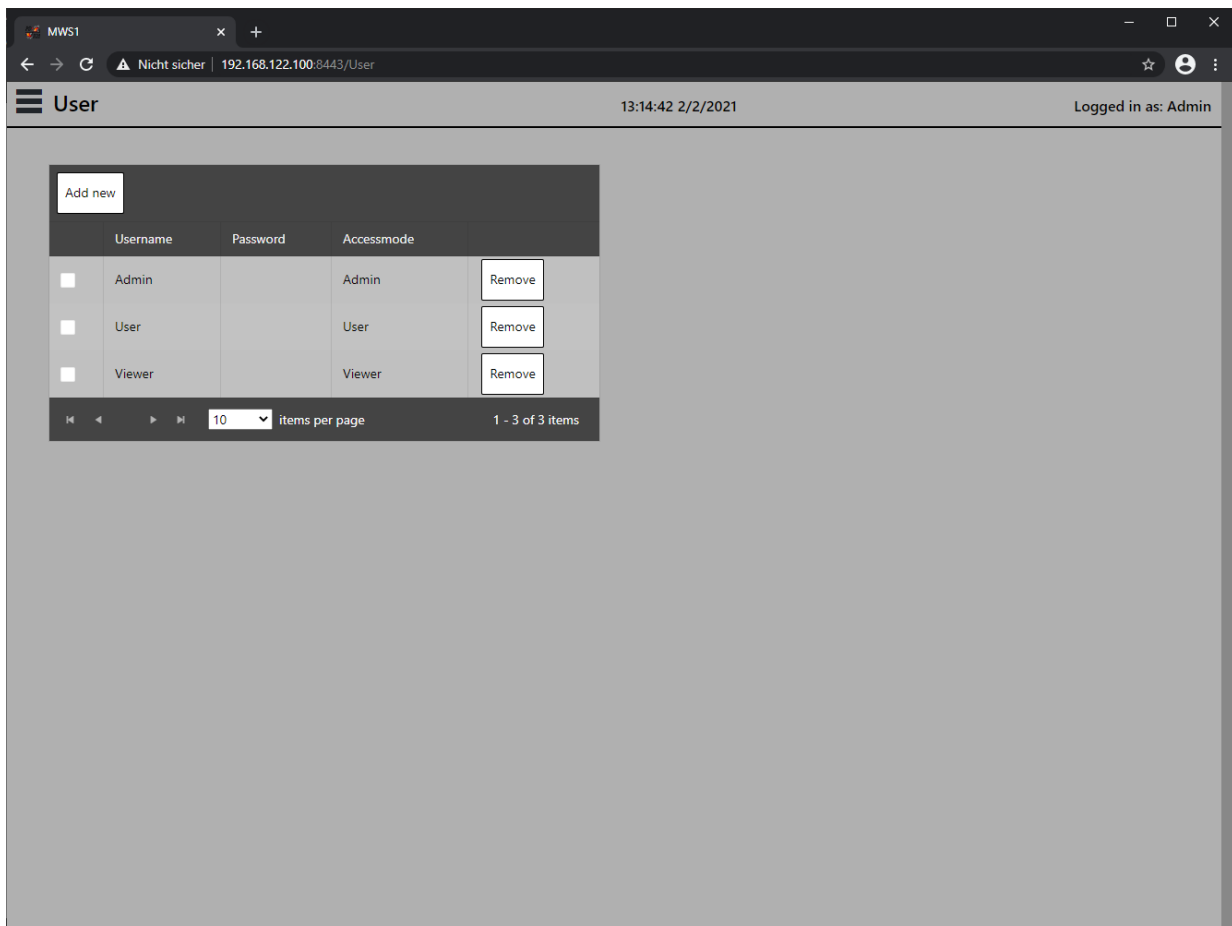 MWS1
Nicht sicher | 192.168.122.100:8443/User
User 13:14:42 2/2/2021 Logged in as: Admin
Add new
Username Password Accessmode
Admin Admin Remove
User User Remove
Viewer Viewer Remove
10 items per page 1 - 3 of 3 items